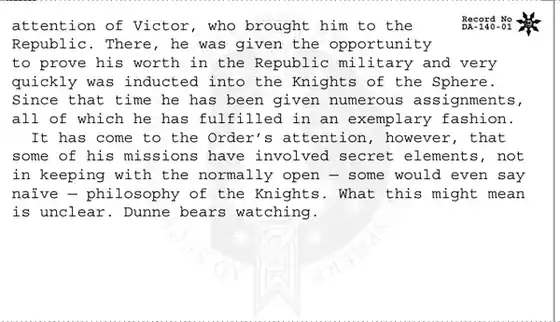 attention of Victor, who brought him to the
Republic. There, he was given the opportunity
to prove his worth in the Republic military and very
quickly was inducted into the Knights of the Sphere.
Since that time he has been given numerous assignments,
all of which he has fulfilled in an exemplary fashion.
It has come to the Order’s attention, however, that
some of his missions have involved secret elements, not
in keeping with the normally open — some would even say
naïve — philosophy of the Knights. What this might mean
is unclear. Dunne bears watching.
Record No
DA-140-01